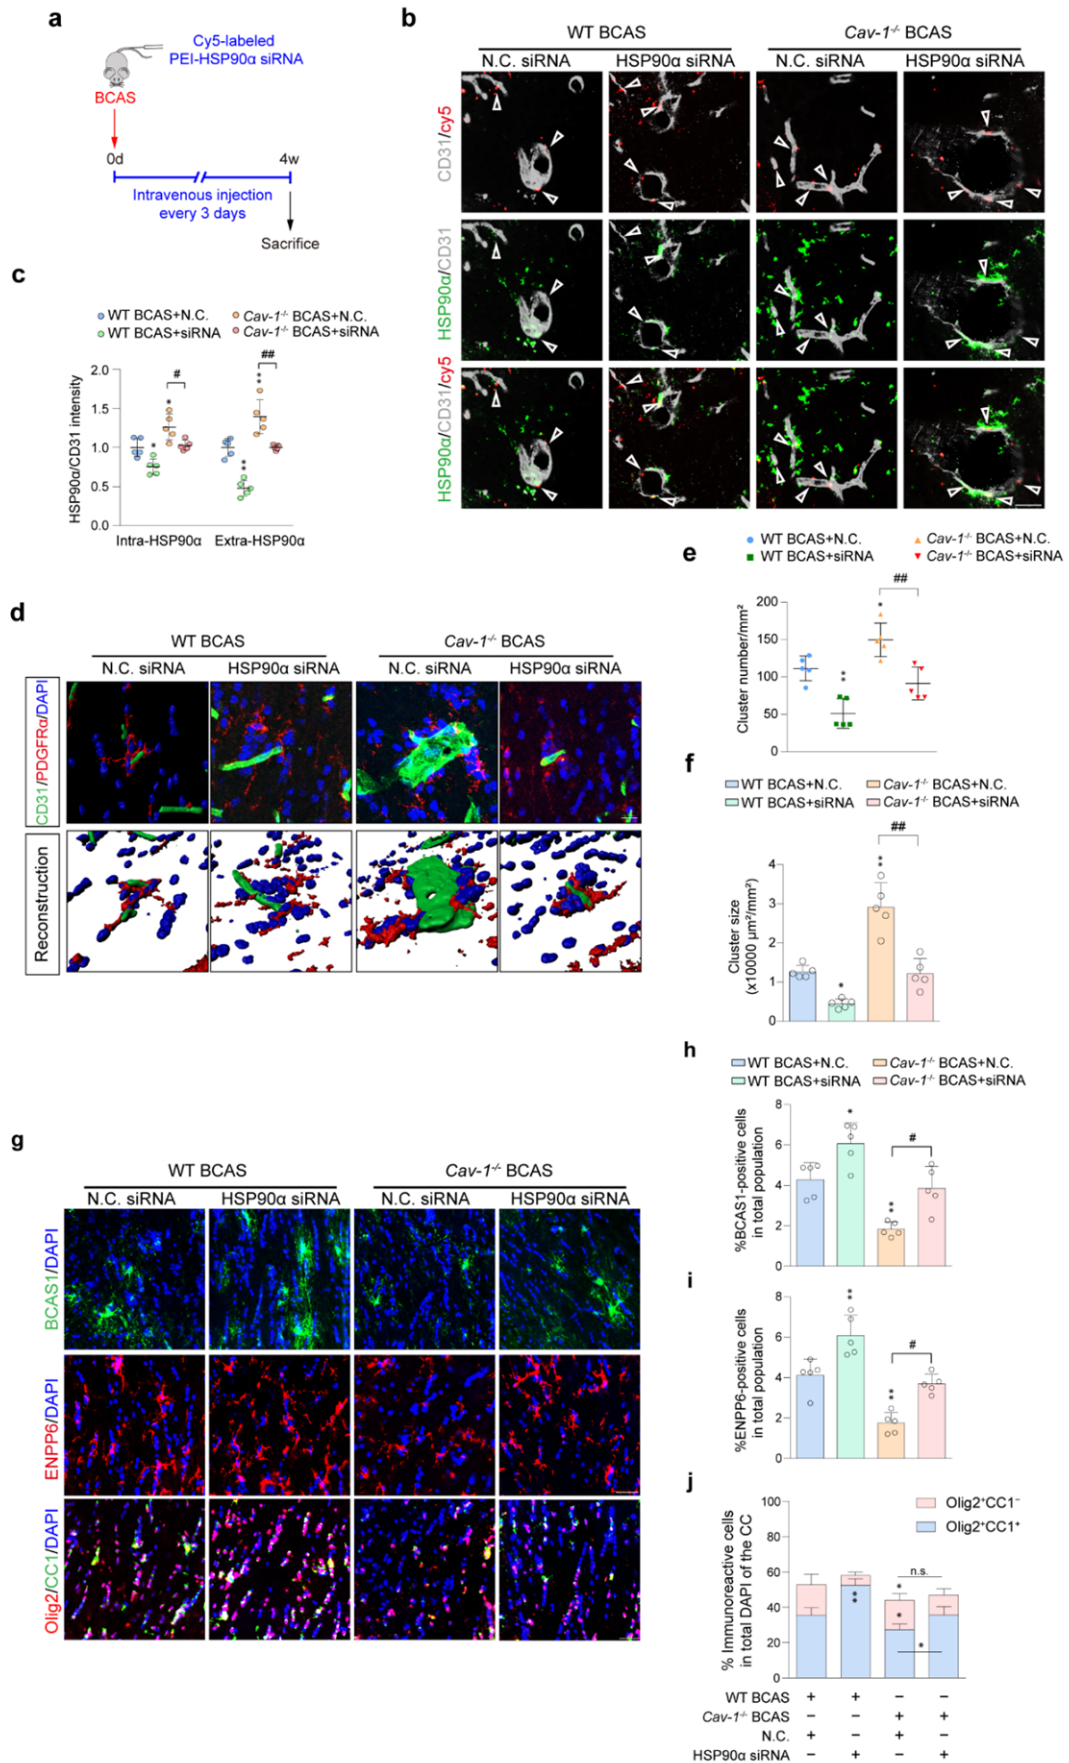 a
Cy5-labeled
PEI-HSP90α siRNA
BCAS
0d
4w
Intravenous injection
every 3 days
Sacrifice
b
WT BCAS
Cav-1-/- BCAS
N.C. siRNA
HSP90α siRNA
N.C. siRNA
HSP90α siRNA
CD31/cy5
HSP90α/CD31
HSP90α/CD31/cy5
c
WT BCAS+N.C.
Cav-1-/- BCAS+N.C.
WT BCAS+siRNA
Cav-1-/- BCAS+siRNA
HSP90α/CD31 intensity
2.0
1.5
1.0
0.5
0.0
*
*
#
**
**
##
Intra-HSP90α
Extra-HSP90α
d
WT BCAS
Cav-1-/- BCAS
N.C. siRNA
HSP90α siRNA
N.C. siRNA
HSP90α siRNA
CD31/PDGFRα/DAPI
Reconstruction
e
WT BCAS+N.C.
Cav-1-/- BCAS+N.C.
WT BCAS+siRNA
Cav-1-/- BCAS+siRNA
Cluster number/mm²
200
150
100
50
0
**
*
##
f
WT BCAS+N.C.
Cav-1-/- BCAS+N.C.
WT BCAS+siRNA
Cav-1-/- BCAS+siRNA
Cluster size
(x10000 μm²/mm²)
4
3
2
1
0
*
**
##
g
WT BCAS
Cav-1-/- BCAS
N.C. siRNA
HSP90α siRNA
N.C. siRNA
HSP90α siRNA
BCAS1/DAPI
ENPP6/DAPI
Olig2/CC1/DAPI
h
WT BCAS+N.C.
Cav-1-/- BCAS+N.C.
WT BCAS+siRNA
Cav-1-/- BCAS+siRNA
%BCAS1-positive cells
in total population
8
6
4
2
0
*
**
#
i
%ENPP6-positive cells
in total population
8
6
4
2
0
**
**
#
j
% Immunoreactive cells
in total DAPI of the CC
100
80
60
40
20
0
Olig2+CC1−
Olig2+CC1+
**
*
*
n.s.
*
WT BCAS + + − −
Cav-1-/- BCAS − − + +
N.C. + − + −
HSP90α siRNA − + − +